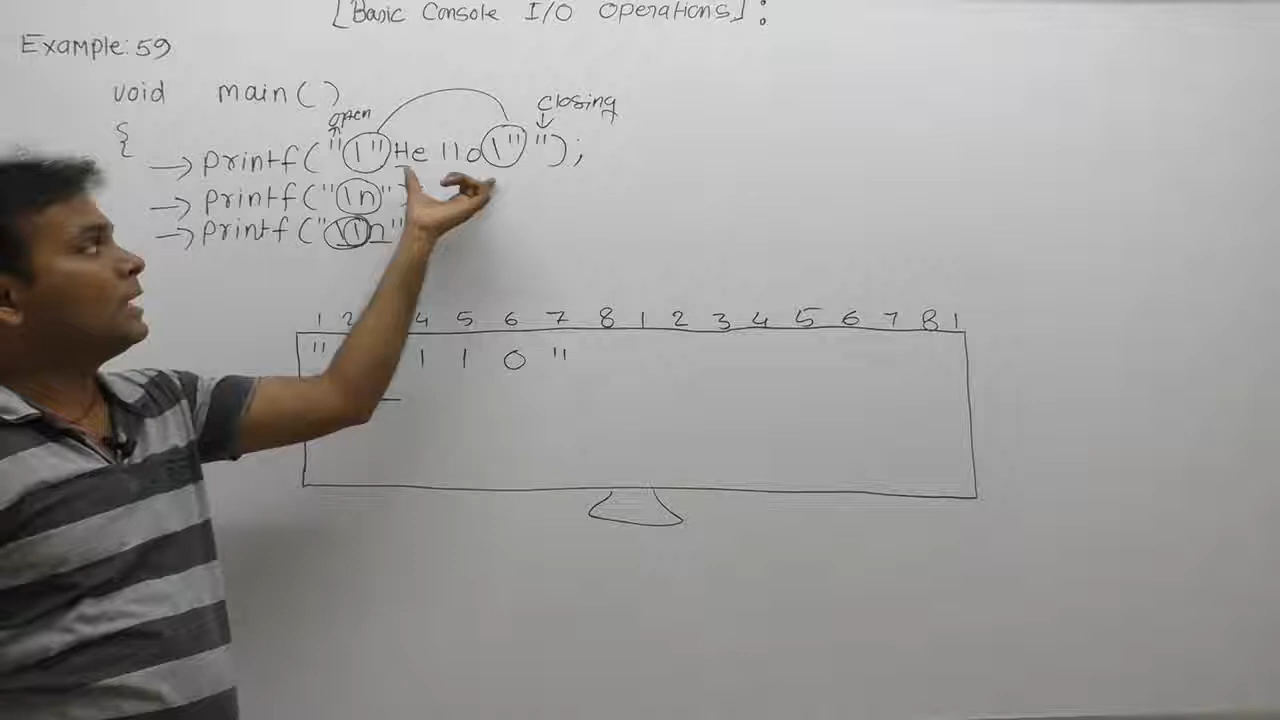 [Basic Console I/O Operations]:
Example: 59
void main()
open closing
{
→ printf("\"Hello\"");
→ printf("\n")
→ printf("\\n"
1 2 4 5 6 7 8 1 2 3 4 5 6 7 8 1
" l l o "